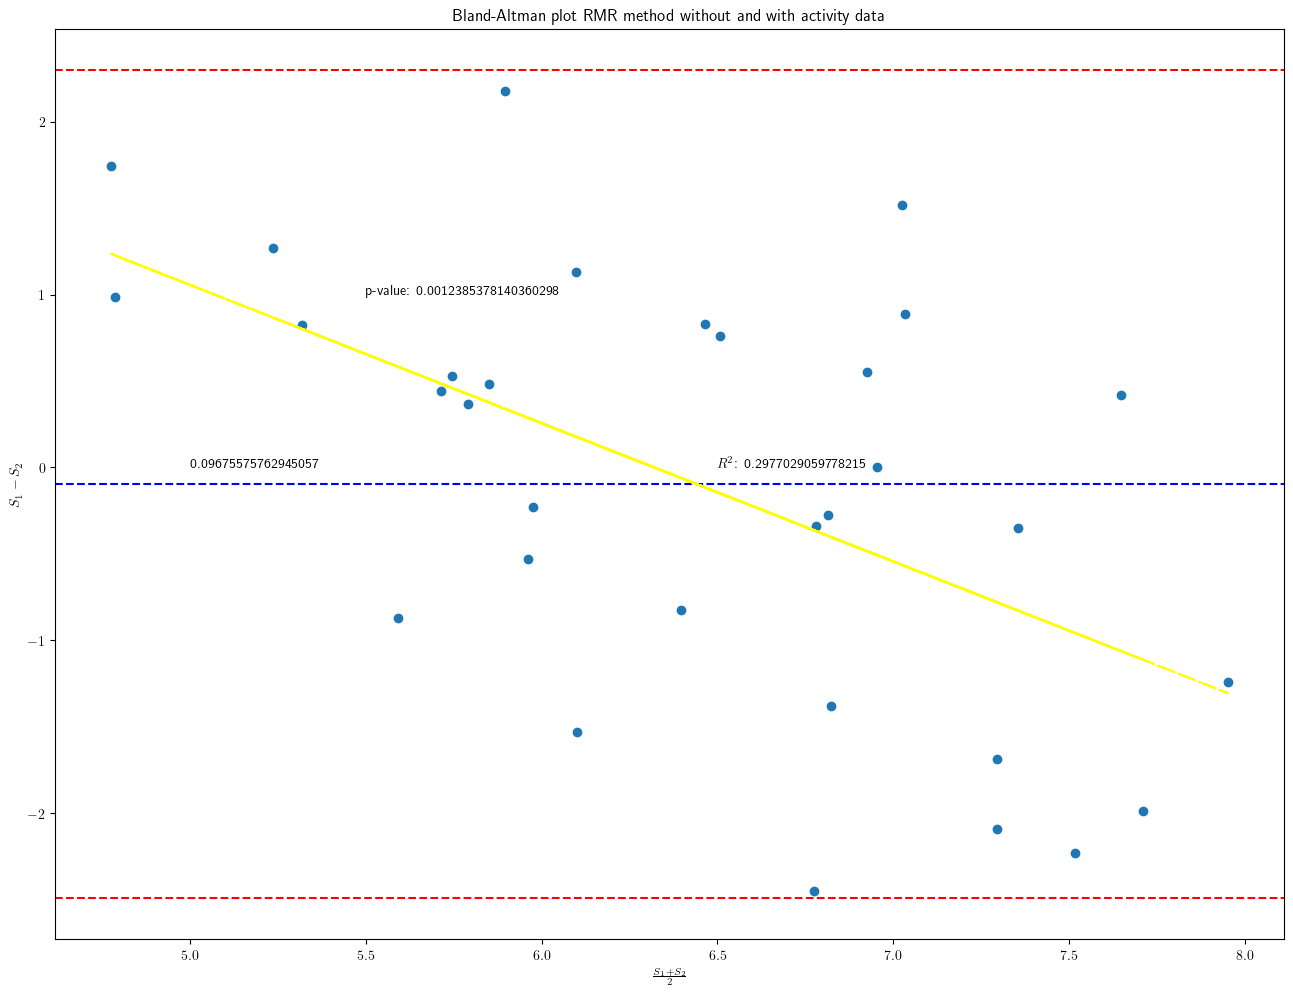 Bland-Altman plot RMR method without and with activity data
2
1
p-value: 0.0012385378140360298
0
0.09675575762945057
R²: 0.2977029059778215
S₁ − S₂
−1
−2
5.0 5.5 6.0 6.5 7.0 7.5 8.0
S₁+S₂
2